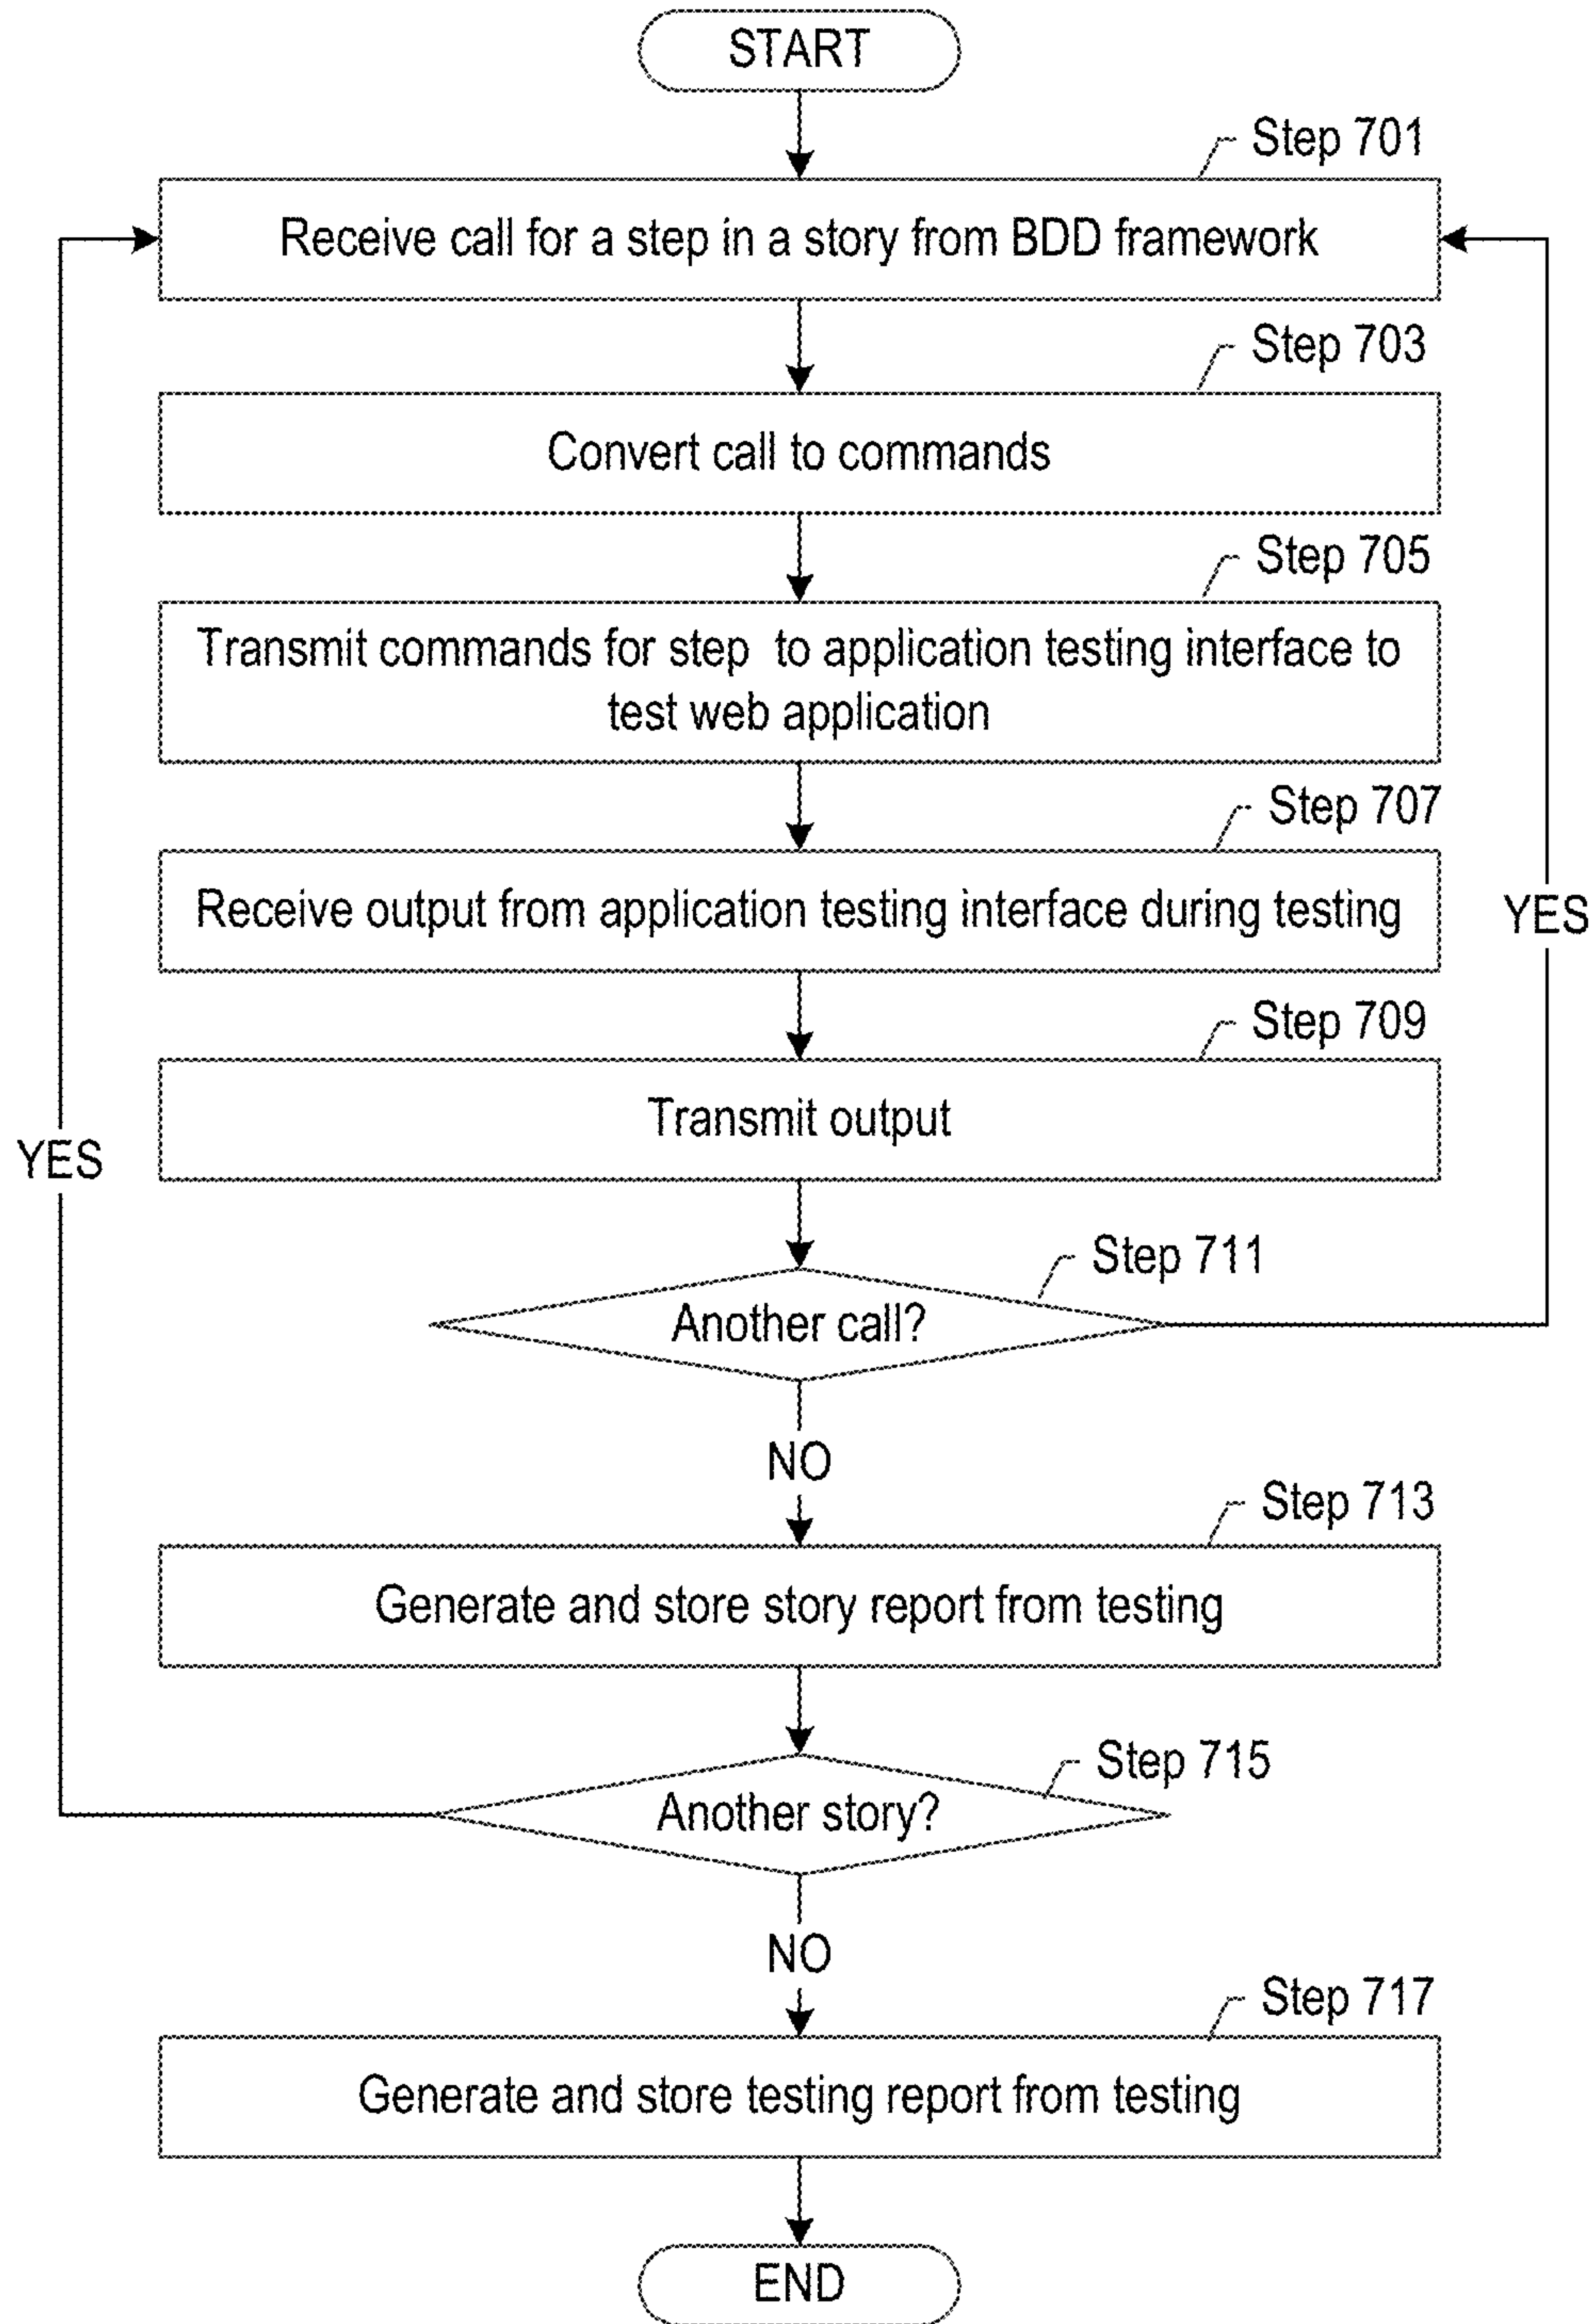 START
Step 701
Receive call for a step in a story from BDD framework
Step 703
Convert call to commands
Step 705
Transmit commands for step to application testing interface to
test web application
Step 707
Receive output from application testing interface during testing
YES
Step 709
Transmit output
YES
Step 711
Another call?
NO
Step 713
Generate and store story report from testing
Step 715
Another story?
NO
Step 717
Generate and store testing report from testing
END